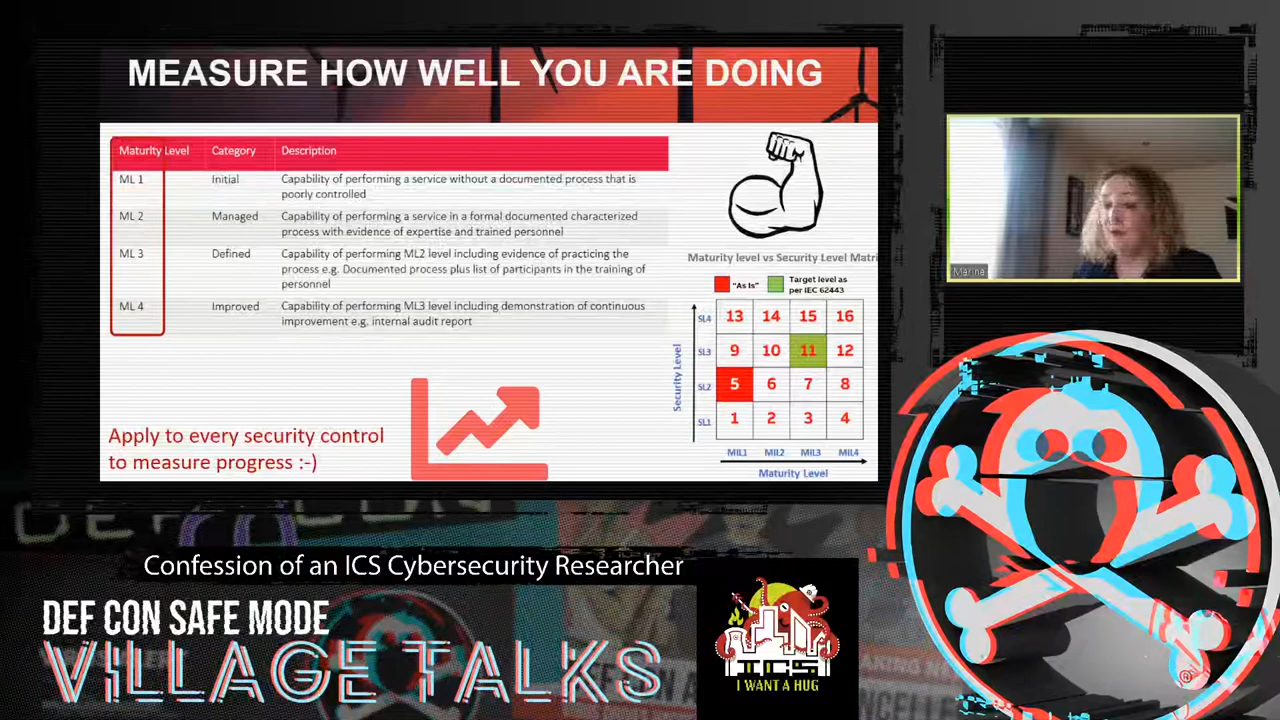 MEASURE HOW WELL YOU ARE DOING
Maturity Level Category Description
ML 1 Initial Capability of performing a service without a documented process that is
poorly controlled
ML 2 Managed Capability of performing a service in a formal documented characterized
process with evidence of expertise and trained personnel
ML 3 Defined Capability of performing ML2 level including evidence of practicing the
process e.g. Documented process plus list of participants in the training of
personnel
ML 4 Improved Capability of performing ML3 level including demonstration of continuous
improvement e.g. internal audit report
Apply to every security control
to measure progress :-)
Maturity level vs Security Level Matri
"As Is" Target level as
per IEC 62443
Security Level
SL4 13 14 15 16
SL3 9 10 11 12
SL2 5 6 7 8
SL1 1 2 3 4
MIL1 MIL2 MIL3 MIL4
Maturity Level
Marina
Confession of an ICS Cybersecurity Researcher
DEF CON SAFE MODE
VILLAGE TALKS
ICS
I WANT A HUG
DEF CON